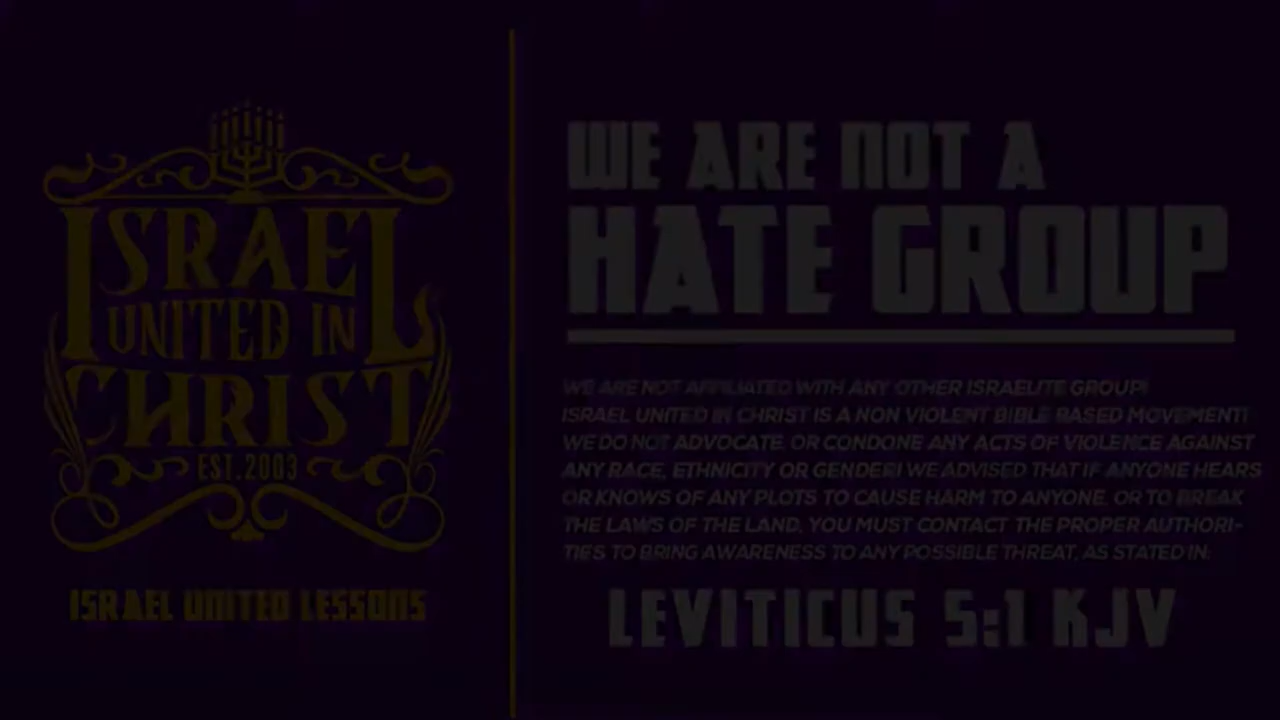 ISRAEL
UNITED IN
CHRIST
EST. 2003
ISRAEL UNITED LESSONS
WE ARE NOT A
HATE GROUP
WE ARE NOT AFFILIATED WITH ANY OTHER ISRAELITE GROUP!
ISRAEL UNITED IN CHRIST IS A NON VIOLENT BIBLE BASED MOVEMENT!
WE DO NOT ADVOCATE, OR CONDONE ANY ACTS OF VIOLENCE AGAINST
ANY RACE, ETHNICITY OR GENDER! WE ADVISED THAT IF ANYONE HEARS
OR KNOWS OF ANY PLOTS TO CAUSE HARM TO ANYONE, OR TO BREAK
THE LAWS OF THE LAND, YOU MUST CONTACT THE PROPER AUTHORI-
TIES TO BRING AWARENESS TO ANY POSSIBLE THREAT, AS STATED IN:
LEVITICUS 5:1 KJV